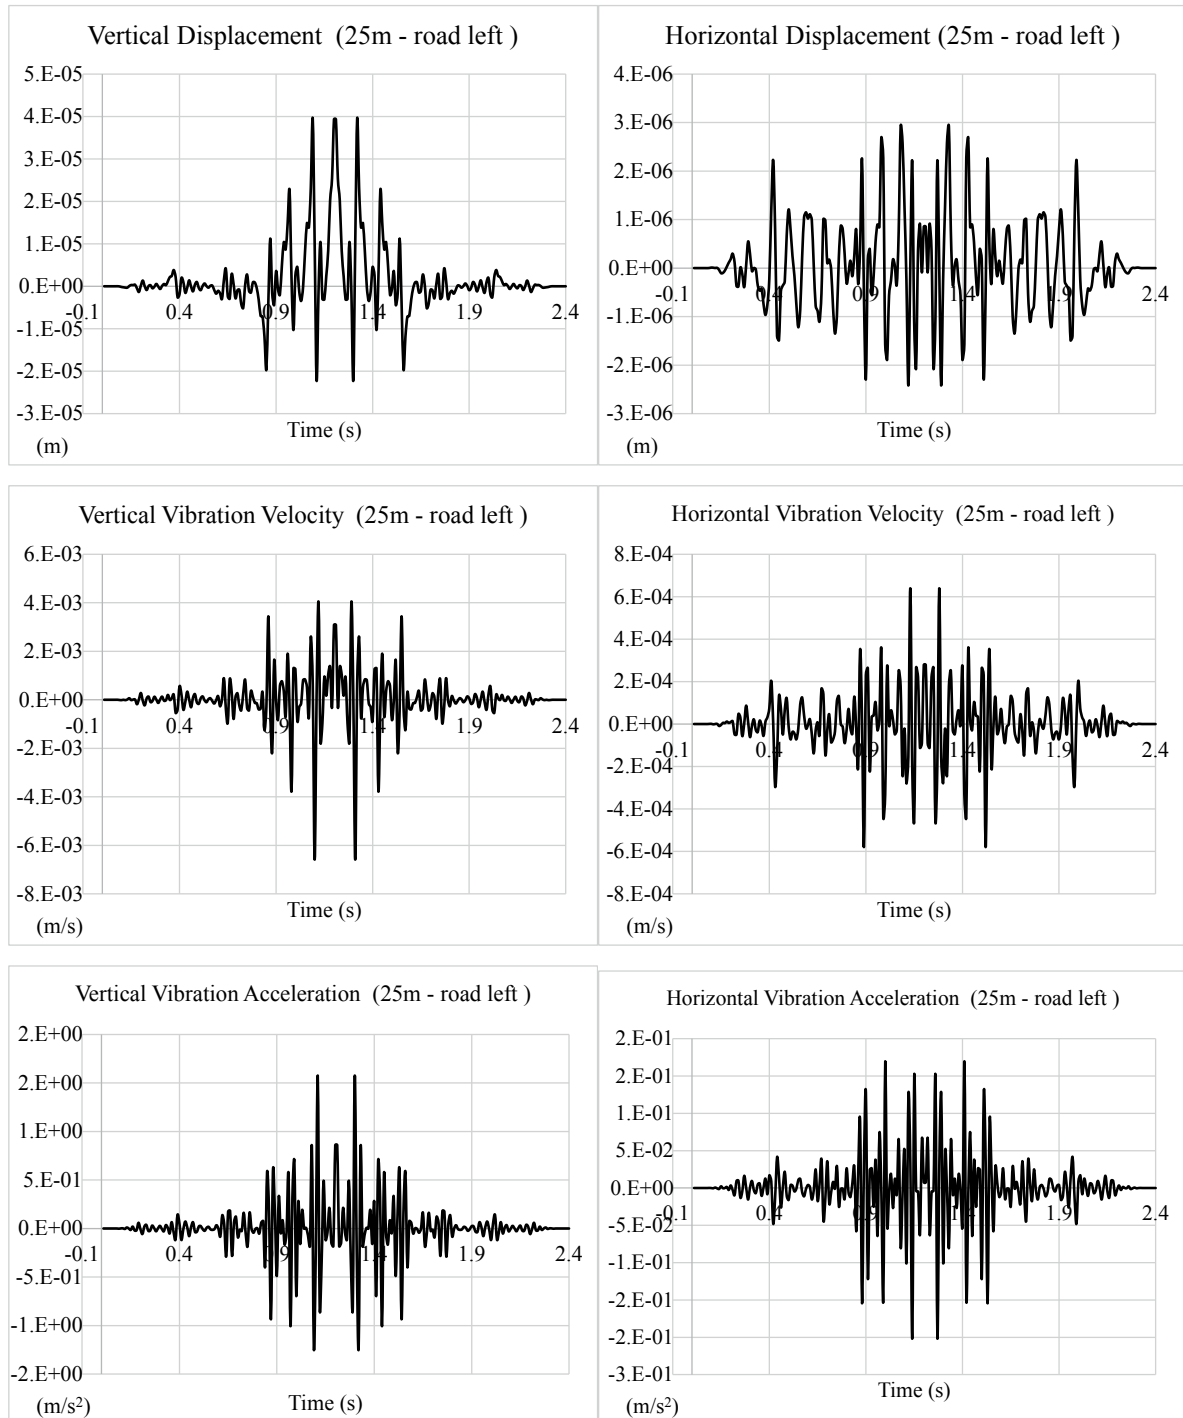 Vertical Displacement (25m - road left )
5.E-05
4.E-05
3.E-05
2.E-05
1.E-05
0.E+00
-1.E-05
-2.E-05
-3.E-05
-0.1 0.4 0.9 1.4 1.9 2.4
Time (s)
(m)
Horizontal Displacement (25m - road left )
4.E-06
3.E-06
2.E-06
1.E-06
0.E+00
-1.E-06
-2.E-06
-3.E-06
-0.1 0.4 0.9 1.4 1.9 2.4
Time (s)
(m)
Vertical Vibration Velocity (25m - road left )
6.E-03
4.E-03
2.E-03
0.E+00
-2.E-03
-4.E-03
-6.E-03
-8.E-03
-0.1 0.4 0.9 1.4 1.9 2.4
Time (s)
(m/s)
Horizontal Vibration Velocity (25m - road left )
8.E-04
6.E-04
4.E-04
2.E-04
0.E+00
-2.E-04
-4.E-04
-6.E-04
-8.E-04
-0.1 0.4 0.9 1.4 1.9 2.4
Time (s)
(m/s)
Vertical Vibration Acceleration (25m - road left )
2.E+00
2.E+00
1.E+00
5.E-01
0.E+00
-5.E-01
-1.E+00
-2.E+00
-0.1 0.4 0.9 1.4 1.9 2.4
Time (s)
(m/s²)
Horizontal Vibration Acceleration (25m - road left )
2.E-01
2.E-01
1.E-01
5.E-02
0.E+00
-5.E-02
-1.E-01
-2.E-01
-2.E-01
-3.E-01
-0.1 0.4 0.9 1.4 1.9 2.4
Time (s)
(m/s²)